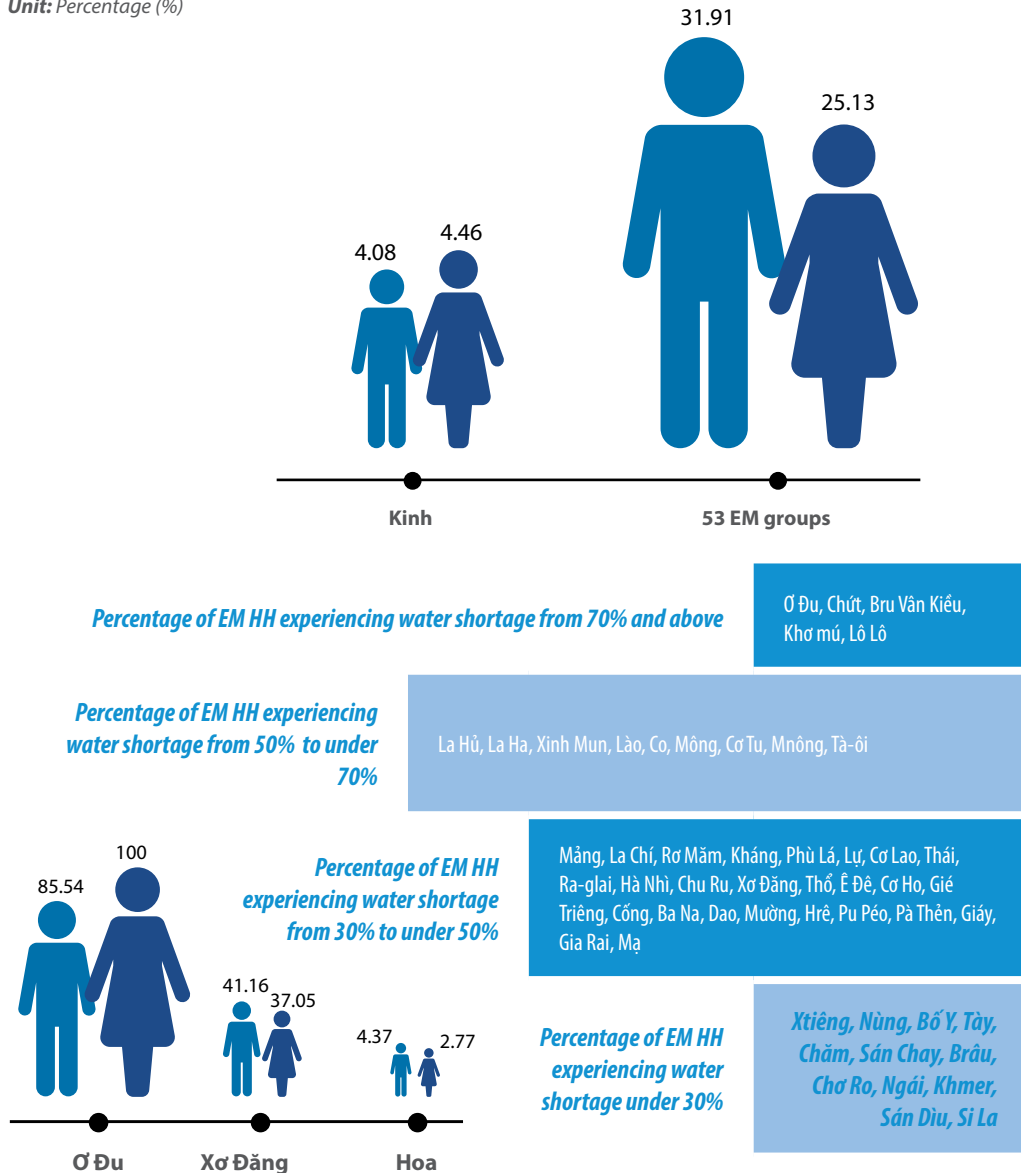 Unit: Percentage (%)
31.91
25.13
4.46
4.08
Kinh
53 EM groups
Percentage of EM HH experiencing water shortage from 70% and above
Ơ Đu, Chứt, Bru Vân Kiều,
Khơ mú, Lô Lô
Percentage of EM HH experiencing
water shortage from 50% to under
70%
La Hủ, La Ha, Xinh Mun, Lào, Co, Mông, Cơ Tu, Mnông, Tà-ôi
Percentage of EM HH
experiencing water shortage
from 30% to under 50%
Mảng, La Chí, Rơ Măm, Kháng, Phù Lá, Lự, Cơ Lao, Thái,
Ra-glai, Hà Nhì, Chu Ru, Xơ Đăng, Thổ, Ê Đê, Cơ Ho, Gié
Triêng, Cống, Ba Na, Dao, Mường, Hrê, Pu Péo, Pà Thẻn, Giáy,
Gia Rai, Mạ
100
85.54
41.16
37.05
4.37
2.77
Ơ Đu
Xơ Đăng
Hoa
Percentage of EM HH
experiencing water
shortage under 30%
Xtiêng, Nùng, Bố Y, Tày,
Chăm, Sán Chay, Brâu,
Chơ Ro, Ngái, Khmer,
Sán Dìu, Si La